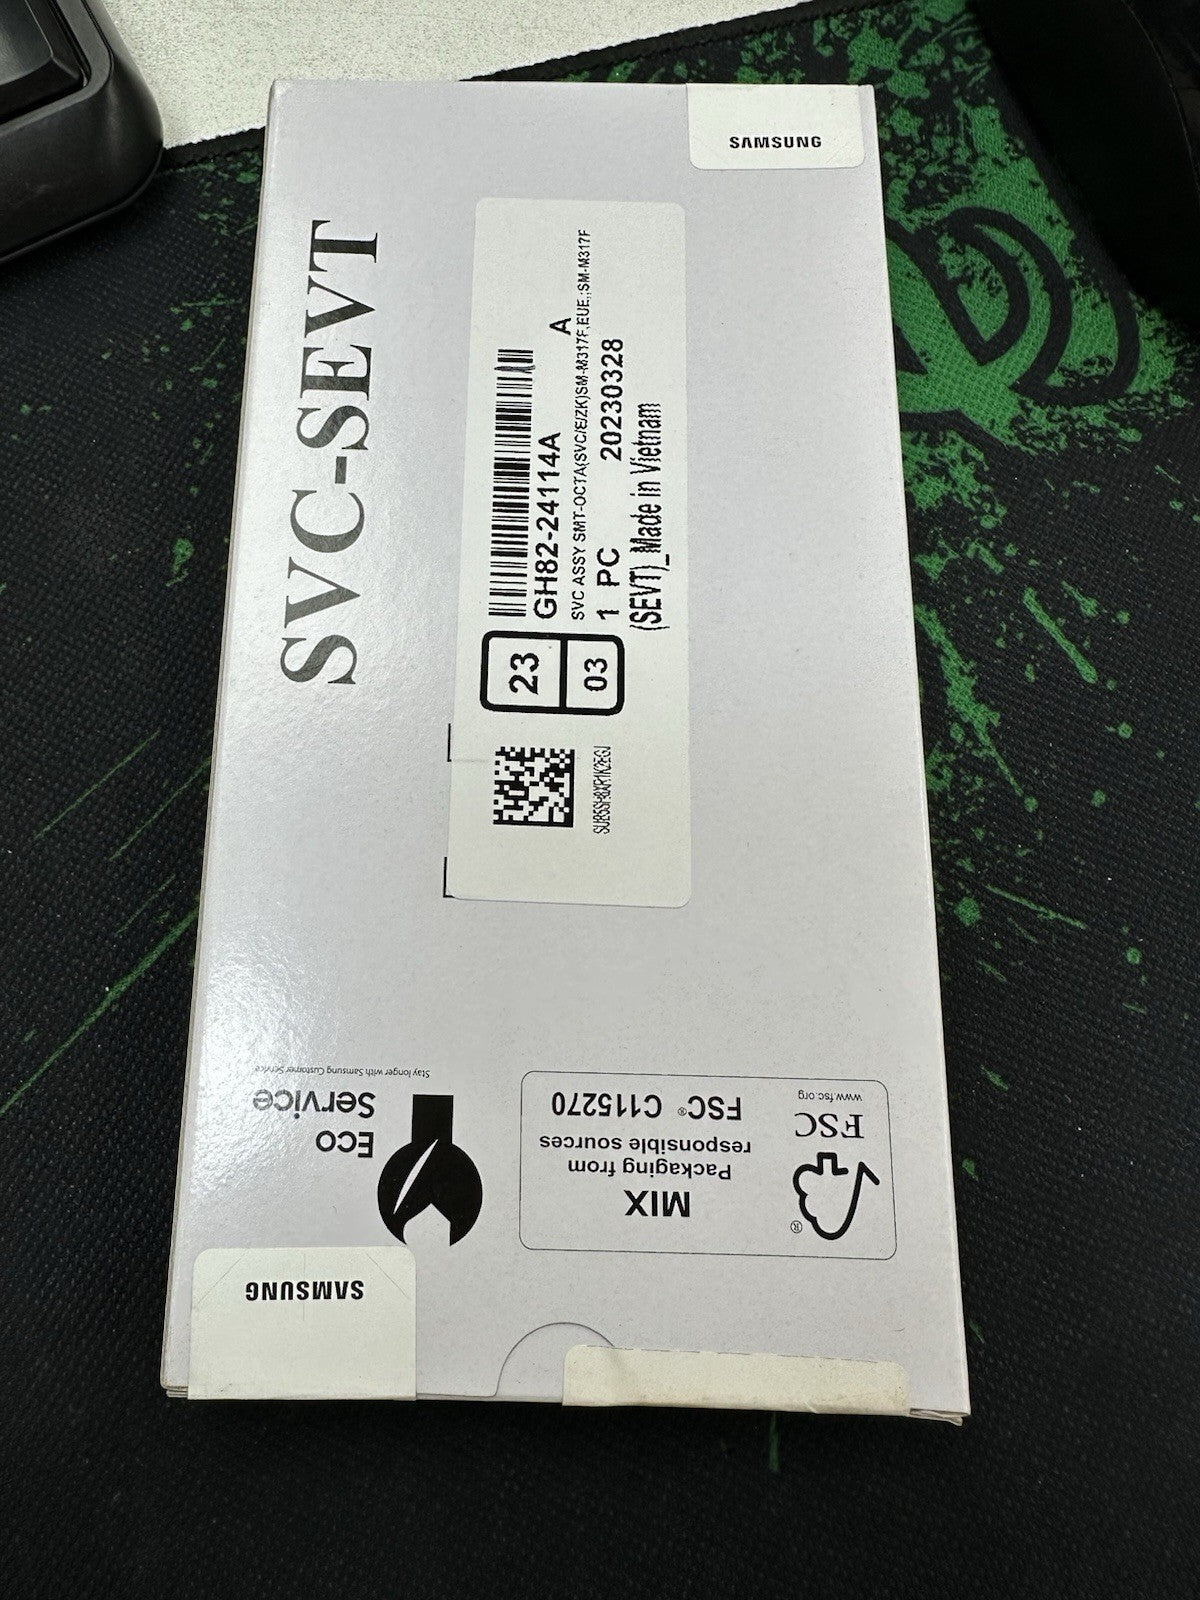 SAMSUNG
SVC-SEVT
GH82-24114A
A
SVC ASSY SMT-OCTA(SVC/E/ZK)SM-M317F,EUE,;SM-M317F
1 PC 20230328
(SEVT)_Made in Vietnam
23
03
Eco
Service
Stay longer with Samsung Customer Service
MIX
Packaging from
responsible sources
FSC® C115270
®
FSC
www.fsc.org
SAMSUNG